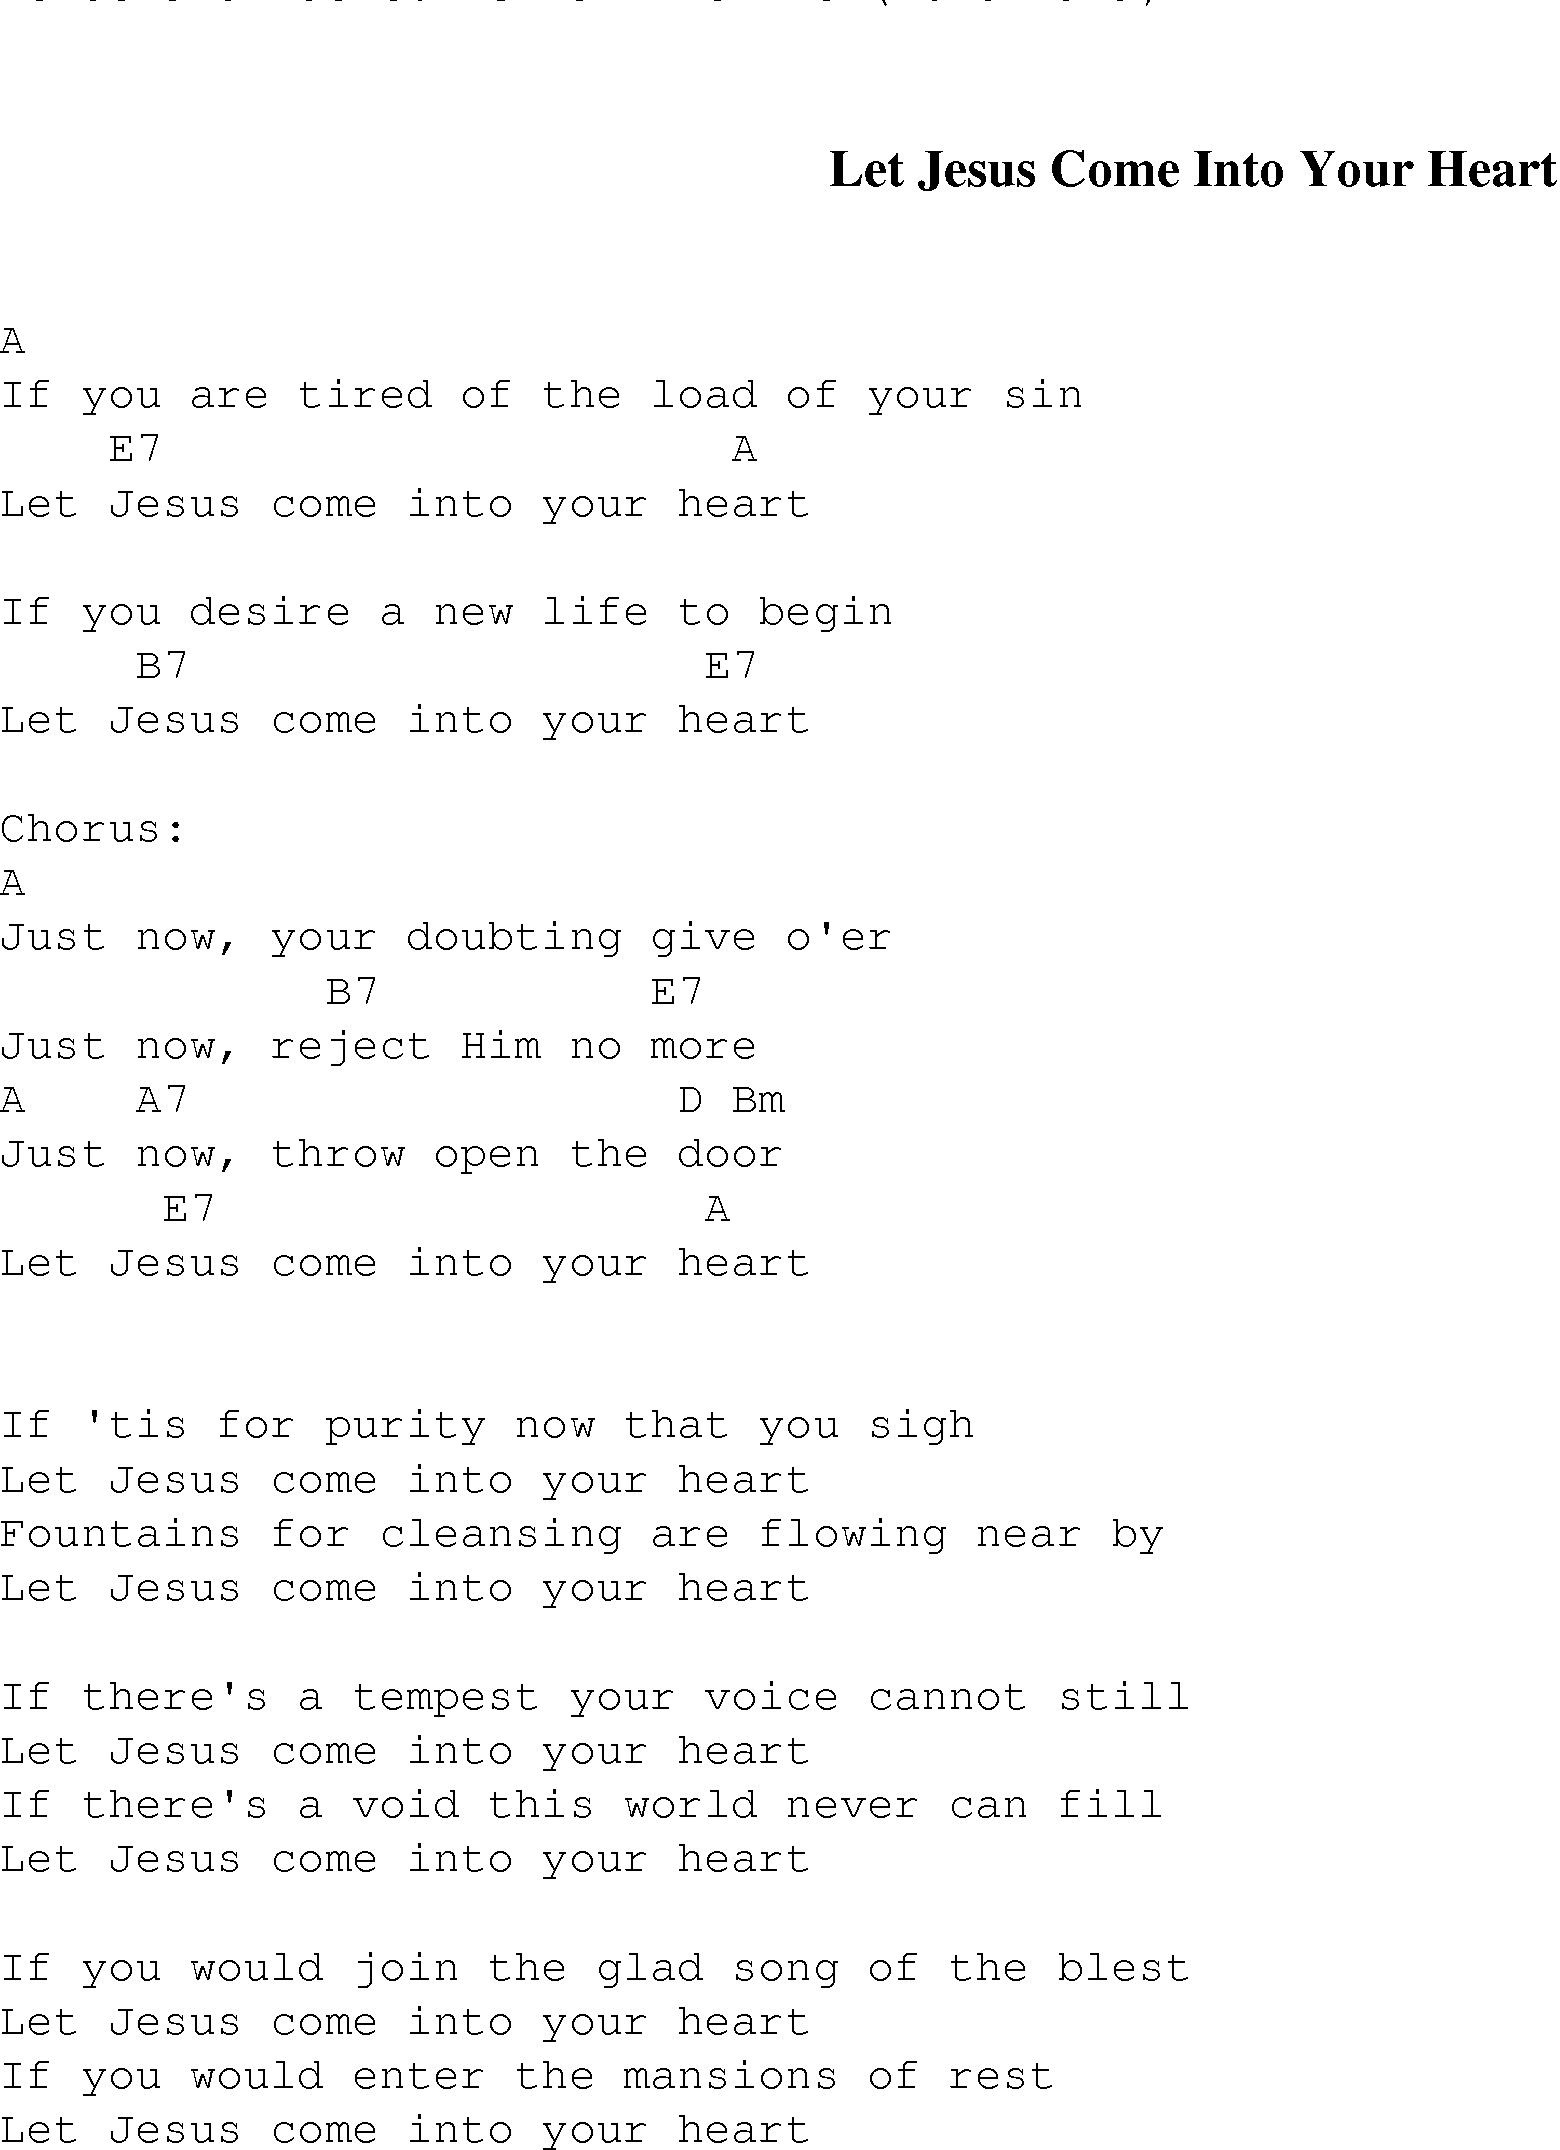 Let Jesus Come Into Your Heart
A
If you are tired of the load of your sin
    E7                     A
Let Jesus come into your heart
If you desire a new life to begin
     B7                   E7
Let Jesus come into your heart
Chorus:
A
Just now, your doubting give o'er
            B7          E7
Just now, reject Him no more
A    A7                  D Bm
Just now, throw open the door
      E7                  A
Let Jesus come into your heart
If 'tis for purity now that you sigh
Let Jesus come into your heart
Fountains for cleansing are flowing near by
Let Jesus come into your heart
If there's a tempest your voice cannot still
Let Jesus come into your heart
If there's a void this world never can fill
Let Jesus come into your heart
If you would join the glad song of the blest
Let Jesus come into your heart
If you would enter the mansions of rest
Let Jesus come into your heart